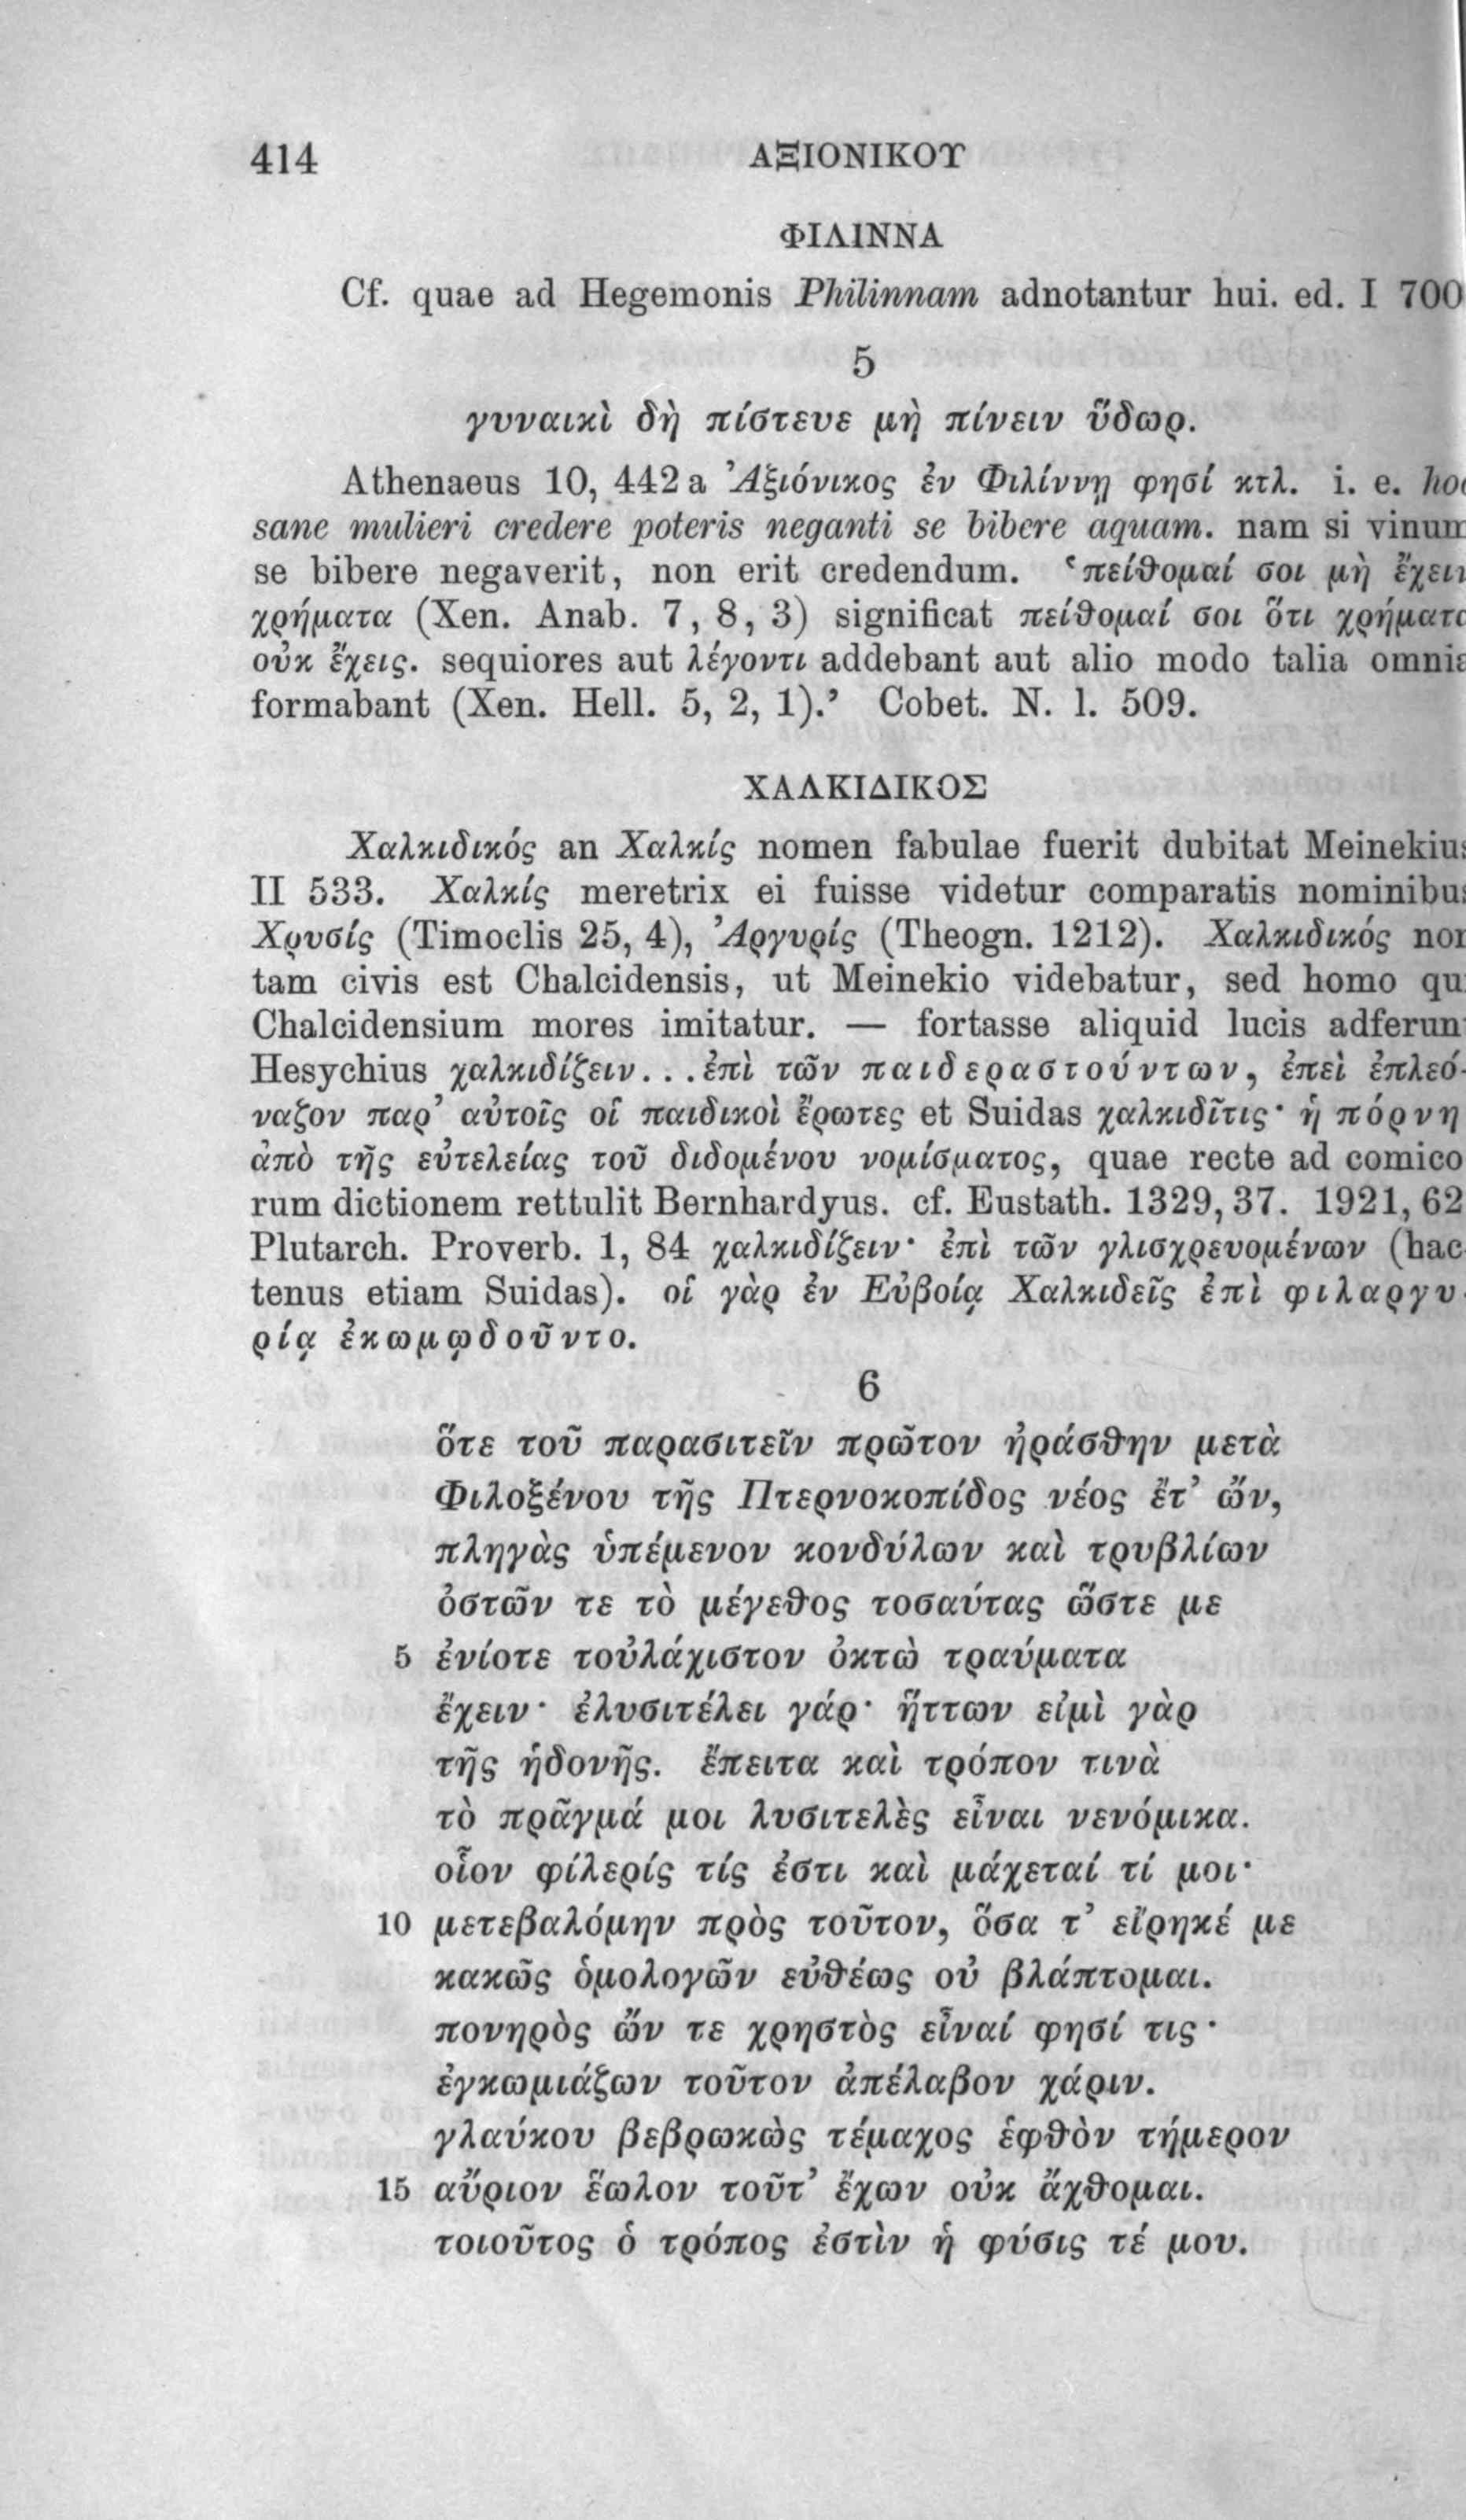 414 ΑΞΙΟΝΙΚΟΥ
ΦΙΛΙΝΝΑ
Cf. quae ad Hegemonis Philinnam adnotantur hui. ed. I 700
5
γυναικὶ δὴ πίστευε μὴ πίνειν ὕδωρ.
Athenaeus 10, 442 a Ἀξιόνικος ἐν Φιλίννῃ φησί κτλ. i. e.
sane mulieri credere poteris neganti se bibere aquam. nam si vinum
se bibere negaverit, non erit credendum. ‘πείθομαί σοι μὴ ἔχειν
χρήματα (Xen. Anab. 7, 8, 3) significat πείθομαί σοι ὅτι χρήματα
οὐκ ἔχεις. sequiores aut λέγοντι addebant aut alio modo talia omnia
formabant (Xen. Hell. 5, 2, 1).’ Cobet. N. l. 509.
ΧΑΛΚΙΔΙΚΟΣ
Χαλκιδικός an Χαλκίς nomen fabulae fuerit dubitat Meinekius
II 533. Χαλκίς meretrix ei fuisse videtur comparatis nominibus
Χρυσίς (Timoclis 25, 4), Ἀργυρίς (Theogn. 1212). Χαλκιδικός non
tam civis est Chalcidensis, ut Meinekio videbatur, sed homo qui
Chalcidensium mores imitatur. — fortasse aliquid lucis adferunt
Hesychius χαλκιδίζειν... ἐπὶ τῶν παιδεραστούντων, ἐπεὶ ἐπλεό-
ναζον παρ’ αὐτοῖς οἱ παιδικοὶ ἔρωτες et Suidas χαλκιδῖτις· ἡ πόρνη
ἀπὸ τῆς εὐτελείας τοῦ διδομένου νομίσματος, quae recte ad comico
rum dictionem rettulit Bernhardyus. cf. Eustath. 1329, 37. 1921, 62
Plutarch. Proverb. 1, 84 χαλκιδίζειν· ἐπὶ τῶν γλισχρευομένων (hac-
tenus etiam Suidas). οἱ γὰρ ἐν Εὐβοίᾳ Χαλκιδεῖς ἐπὶ φιλαργυ-
ρίᾳ ἐκωμῳδοῦντο.
6
ὅτε τοῦ παρασιτεῖν πρῶτον ἠράσθην μετὰ
Φιλοξένου τῆς Πτερνοκοπίδος νέος ἔτ’ ὤν,
πληγὰς ὑπέμενον κονδύλων καὶ τρυβλίων
ὀστῶν τε τὸ μέγεθος τοσαύτας ὥστε με
5 ἐνίοτε τοὐλάχιστον ὀκτὼ τραύματα
ἔχειν· ἐλυσιτέλει γάρ· ἥττων εἰμὶ γὰρ
τῆς ἡδονῆς. ἔπειτα καὶ τρόπον τινὰ
τὸ πρᾶγμά μοι λυσιτελὲς εἶναι νενόμικα.
οἷον φίλερίς τίς ἐστι καὶ μάχεταί τί μοι·
10 μετεβαλόμην πρὸς τοῦτον, ὅσα τ’ εἴρηκέ με
κακῶς ὁμολογῶν εὐθέως οὐ βλάπτομαι.
πονηρὸς ὤν τε χρηστὸς εἶναί φησί τις·
ἐγκωμιάζων τοῦτον ἀπέλαβον χάριν.
γλαύκου βεβρωκὼς τέμαχος ἑφθὸν τήμερον
15 αὔριον ἕωλον τοῦτ’ ἔχων οὐκ ἄχθομαι.
τοιοῦτος ὁ τρόπος ἐστὶν ἡ φύσις τέ μου.